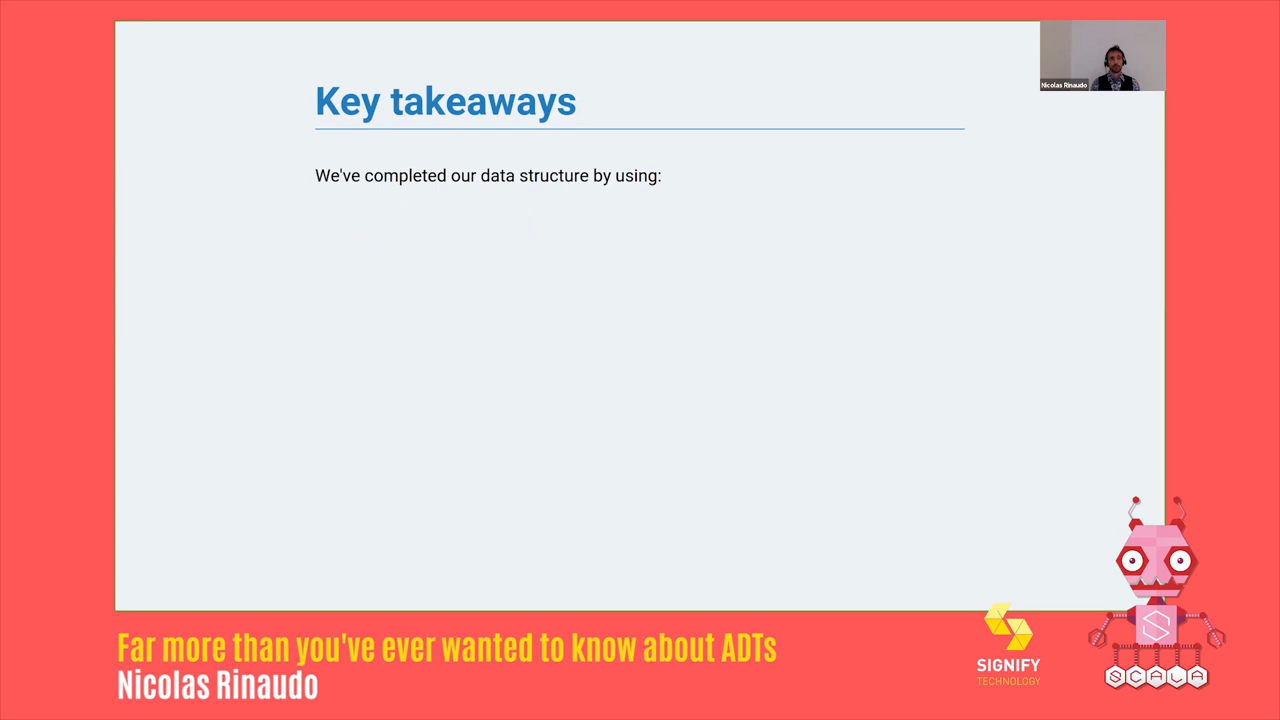 Key takeaways
Nicolas Rinaudo
We've completed our data structure by using:
Far more than you've ever wanted to know about ADTs
Nicolas Rinaudo
SIGNIFY
TECHNOLOGY
SCALA